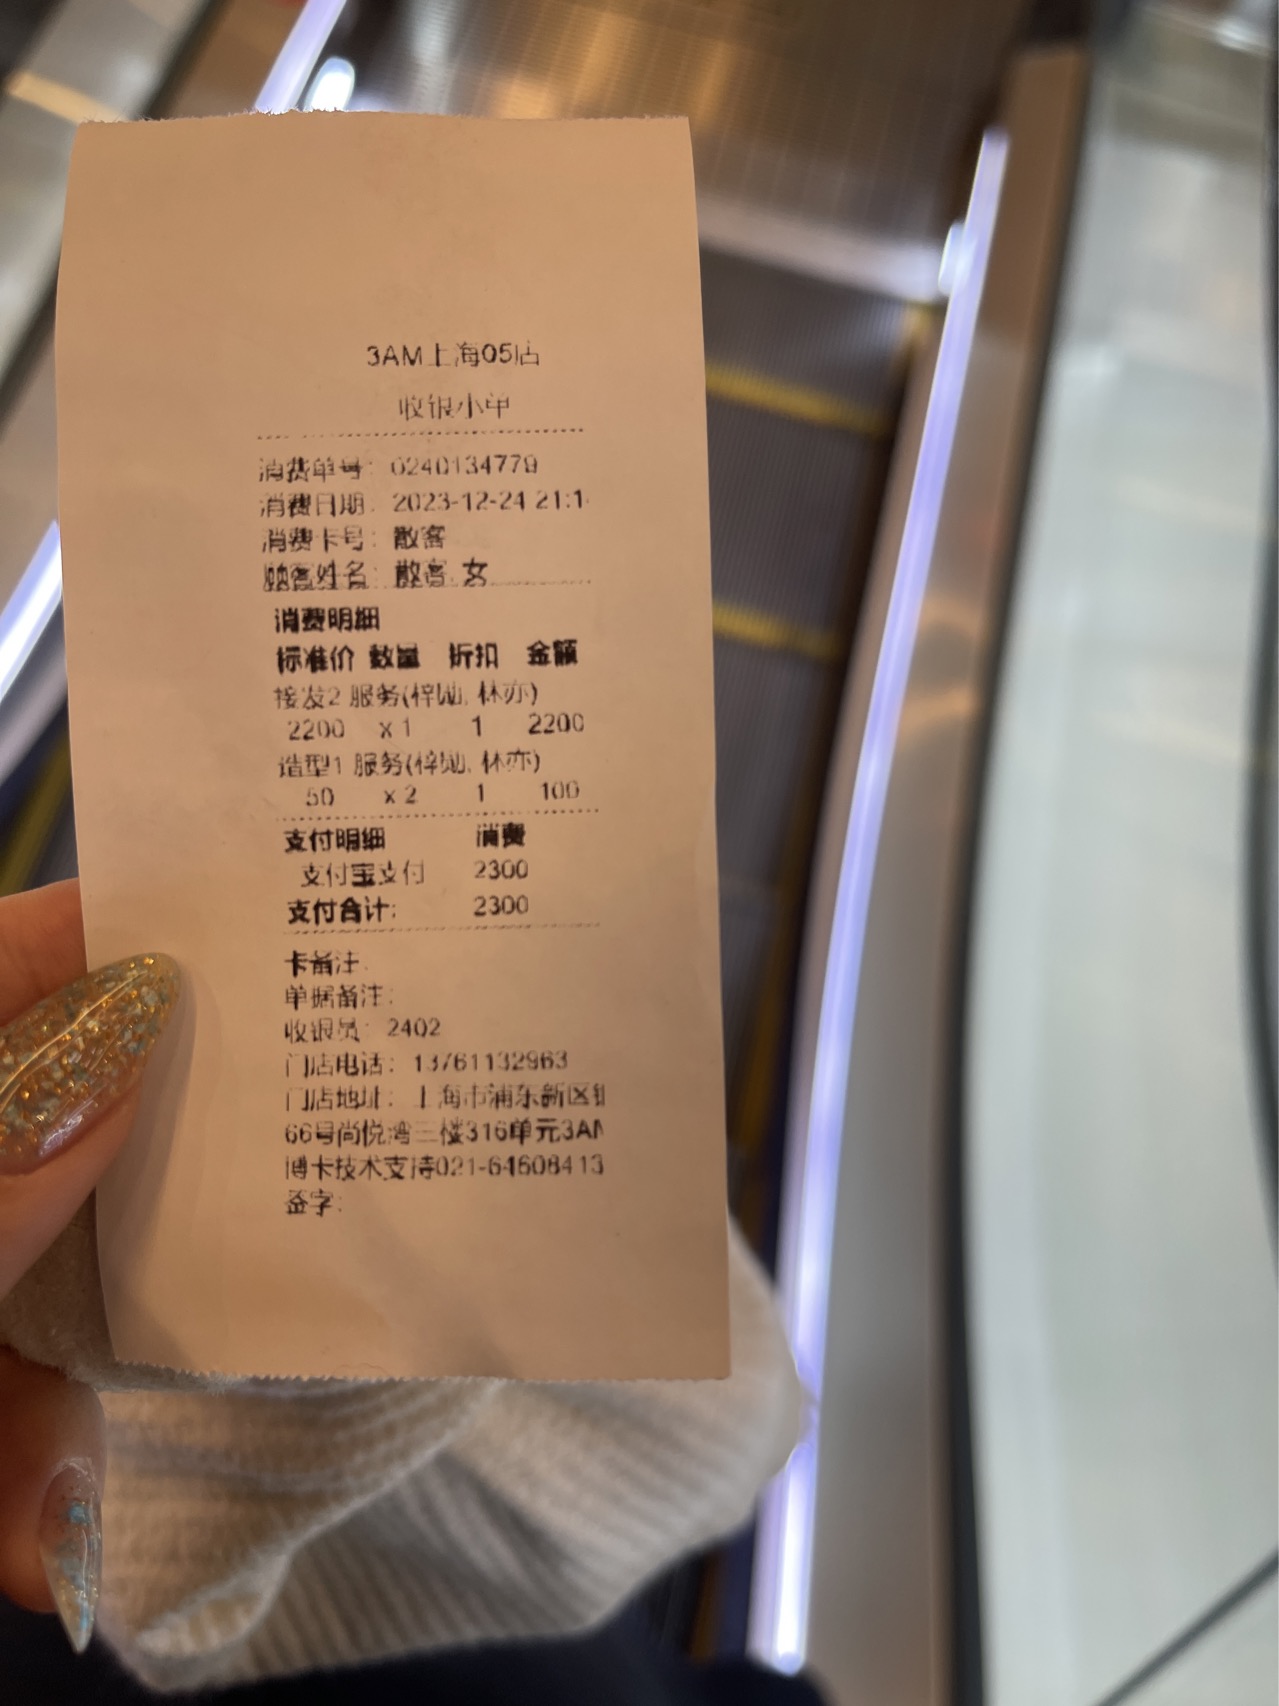 3AM上海05店
收银小单
消费单号: 0240134779
消费日期: 2023-12-24 21:1
消费卡号: 散客
顾客姓名: 散客 女
消费明细
标准价 数量 折扣 金额
接发2 服务(梓勋, 林亦)
2200 x 1 1 2200
造型1 服务(梓勋, 林亦)
50 x 2 1 100
支付明细 消费
支付宝支付 2300
支付合计: 2300
卡备注:
单据备注:
收银员: 2402
门店电话: 13761132963
门店地址: 上海市浦东新区
66号尚悦湾三楼316单元3AM
博卡技术支持021-64608413
签字: